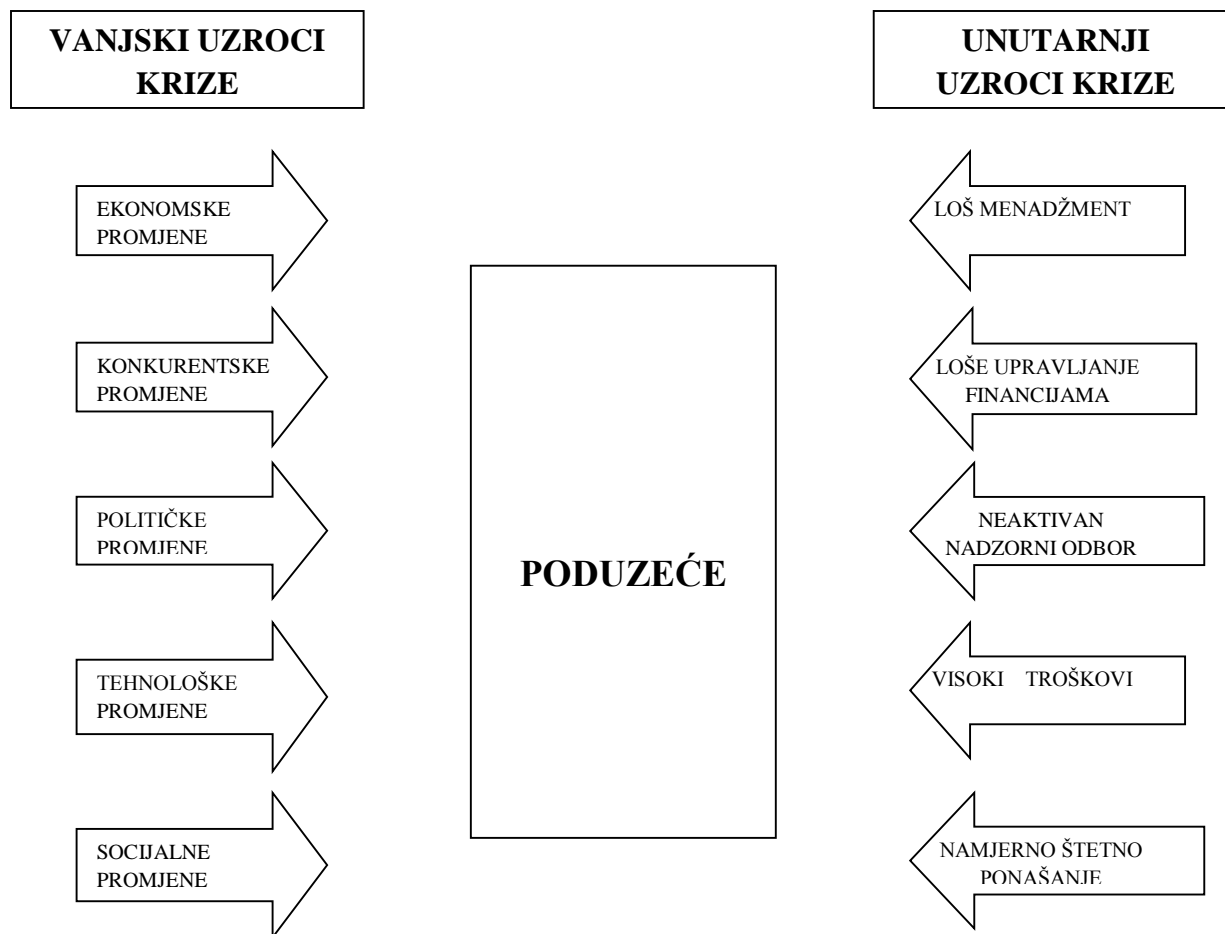 VANJSKI UZROCI
KRIZE
EKONOMSKE
PROMJENE
KONKURENTSKE
PROMJENE
POLITIČKE
PROMJENE
TEHNOLOŠKE
PROMJENE
SOCIJALNE
PROMJENE
PODUZEĆE
UNUTARNJI
UZROCI KRIZE
LOŠ MENADŽMENT
LOŠE UPRAVLJANJE
FINANCIJAMA
NEAKTIVAN
NADZORNI ODBOR
VISOKI TROŠKOVI
NAMJERNO ŠTETNO
PONAŠANJE